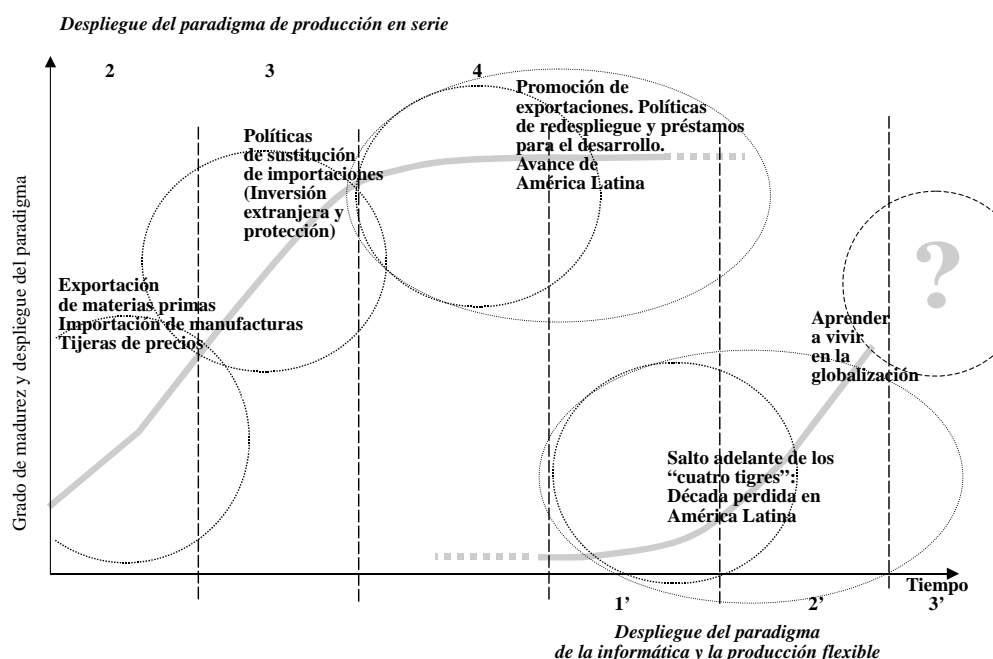 Despliegue del paradigma de producción en serie
2
3
4
Promoción de
exportaciones. Políticas
de redespliegue y préstamos
para el desarrollo.
Avance de
América Latina
Políticas
de sustitución
de importaciones
(Inversión
extranjera y
protección)
Exportación
de materias primas
Importación de manufacturas
Tijeras de precios
Grado de madurez y despliegue del paradigma
?
Aprender
a vivir
en la
globalización
Salto adelante de los
“cuatro tigres”:
Década perdida en
América Latina
Tiempo
1’
2’
3’
Despliegue del paradigma
de la informática y la producción flexible